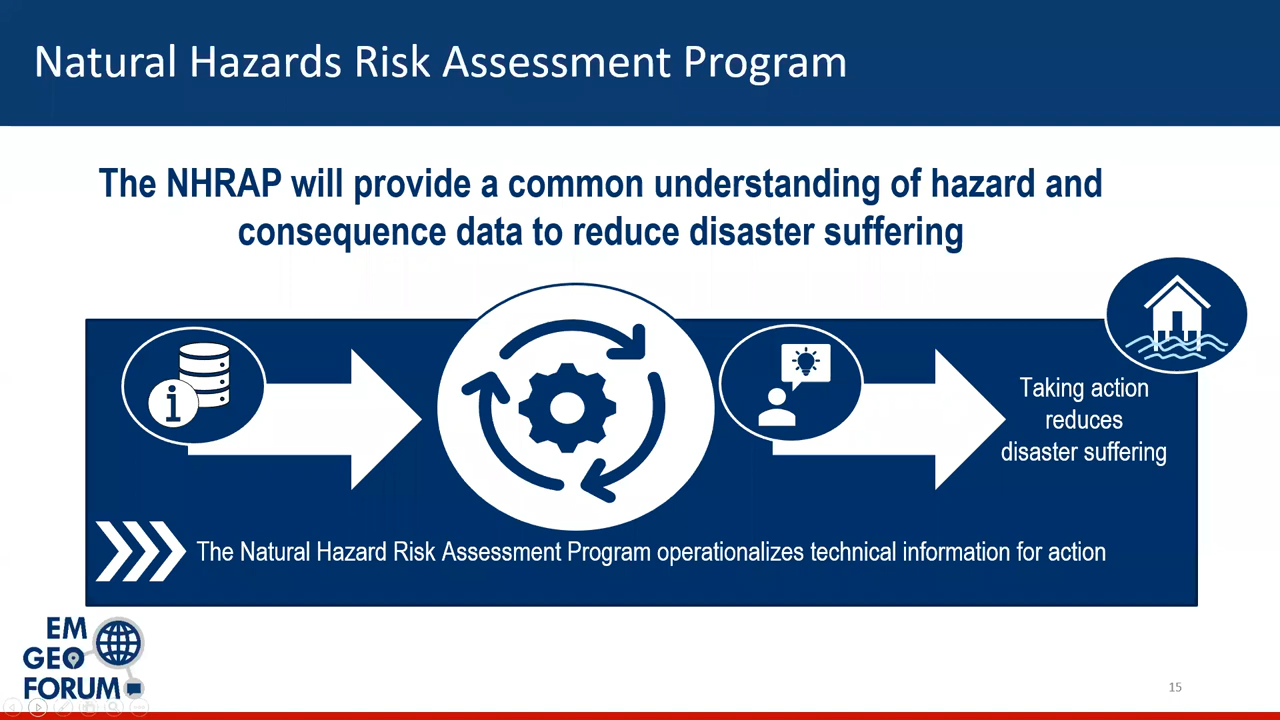 Natural Hazards Risk Assessment Program
The NHRAP will provide a common understanding of hazard and
consequence data to reduce disaster suffering
i
Taking action
reduces
disaster suffering
The Natural Hazard Risk Assessment Program operationalizes technical information for action
EM
GEO
FORUM
15